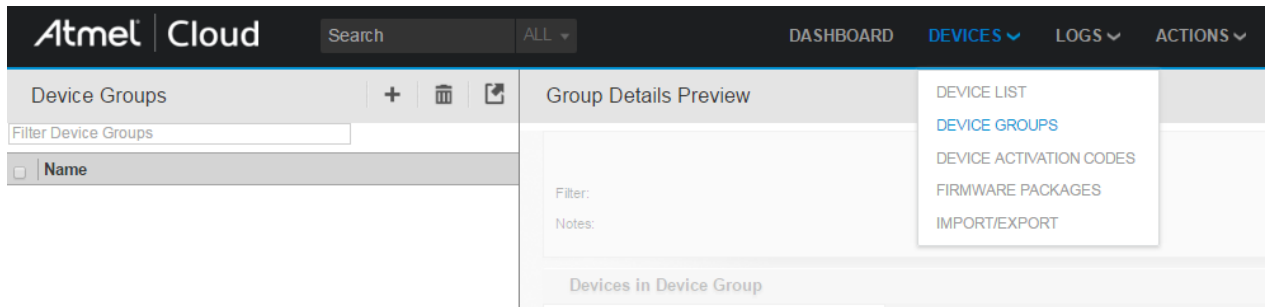 Atmel Cloud Search ALL DASHBOARD DEVICES LOGS ACTIONS
Device Groups
Filter Device Groups
Name
Group Details Preview
Filter:
Notes:
Devices in Device Group
DEVICE LIST
DEVICE GROUPS
DEVICE ACTIVATION CODES
FIRMWARE PACKAGES
IMPORT/EXPORT